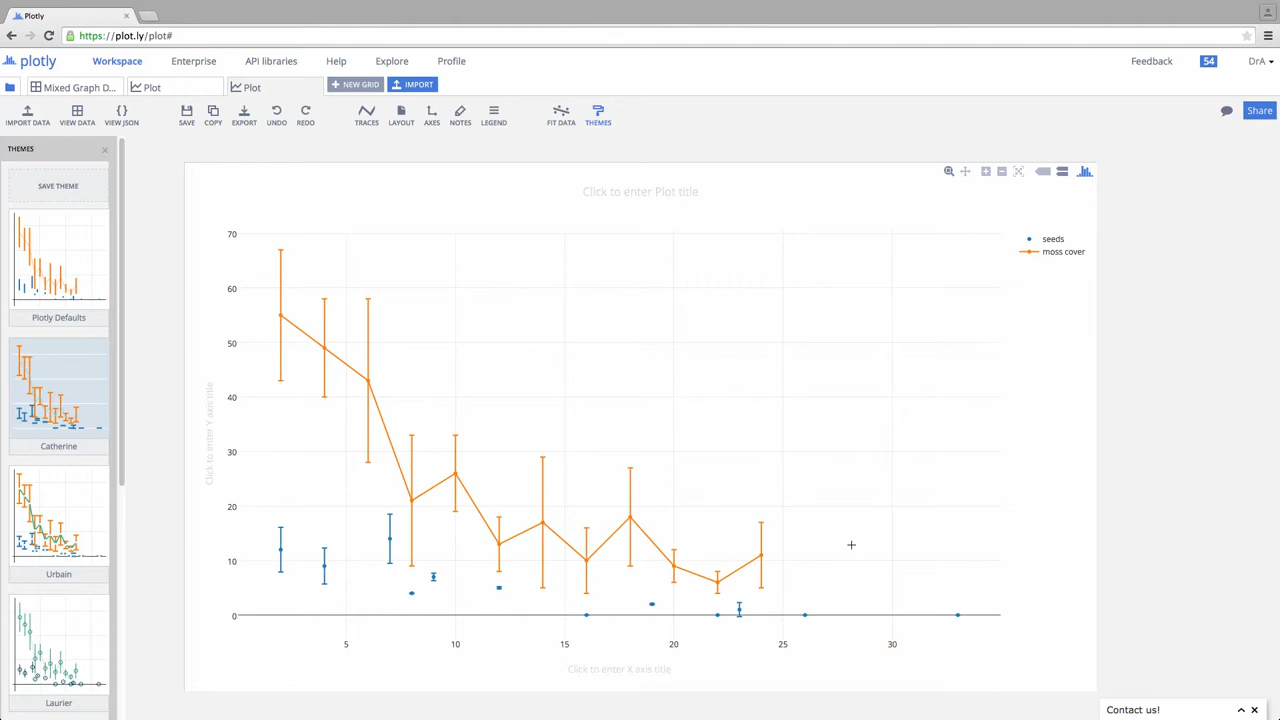 Plotly
https://plot.ly/plot#
plotly
Workspace
Enterprise
API libraries
Help
Explore
Profile
Feedback
54
DrA
Mixed Graph D...
Plot
Plot
NEW GRID
IMPORT
IMPORT DATA
VIEW DATA
VIEW JSON
SAVE
COPY
EXPORT
UNDO
REDO
TRACES
LAYOUT
AXES
NOTES
LEGEND
FIT DATA
THEMES
Share
THEMES
SAVE THEME
Plotly Defaults
Catherine
Urbain
Laurier
Click to enter Plot title
seeds
moss cover
Click to enter Y axis title
70
60
50
40
30
20
10
0
5
10
15
20
25
30
Click to enter X axis title
Contact us!